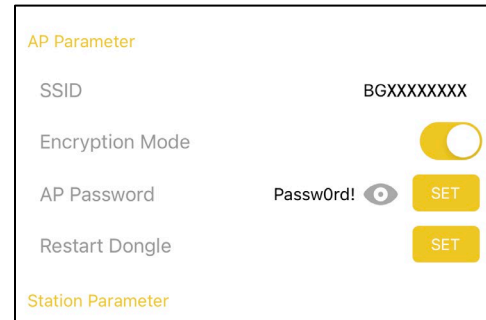 AP Parameter
SSID BGXXXXXXXX
Encryption Mode
AP Password Passw0rd! SET
Restart Dongle SET
Station Parameter